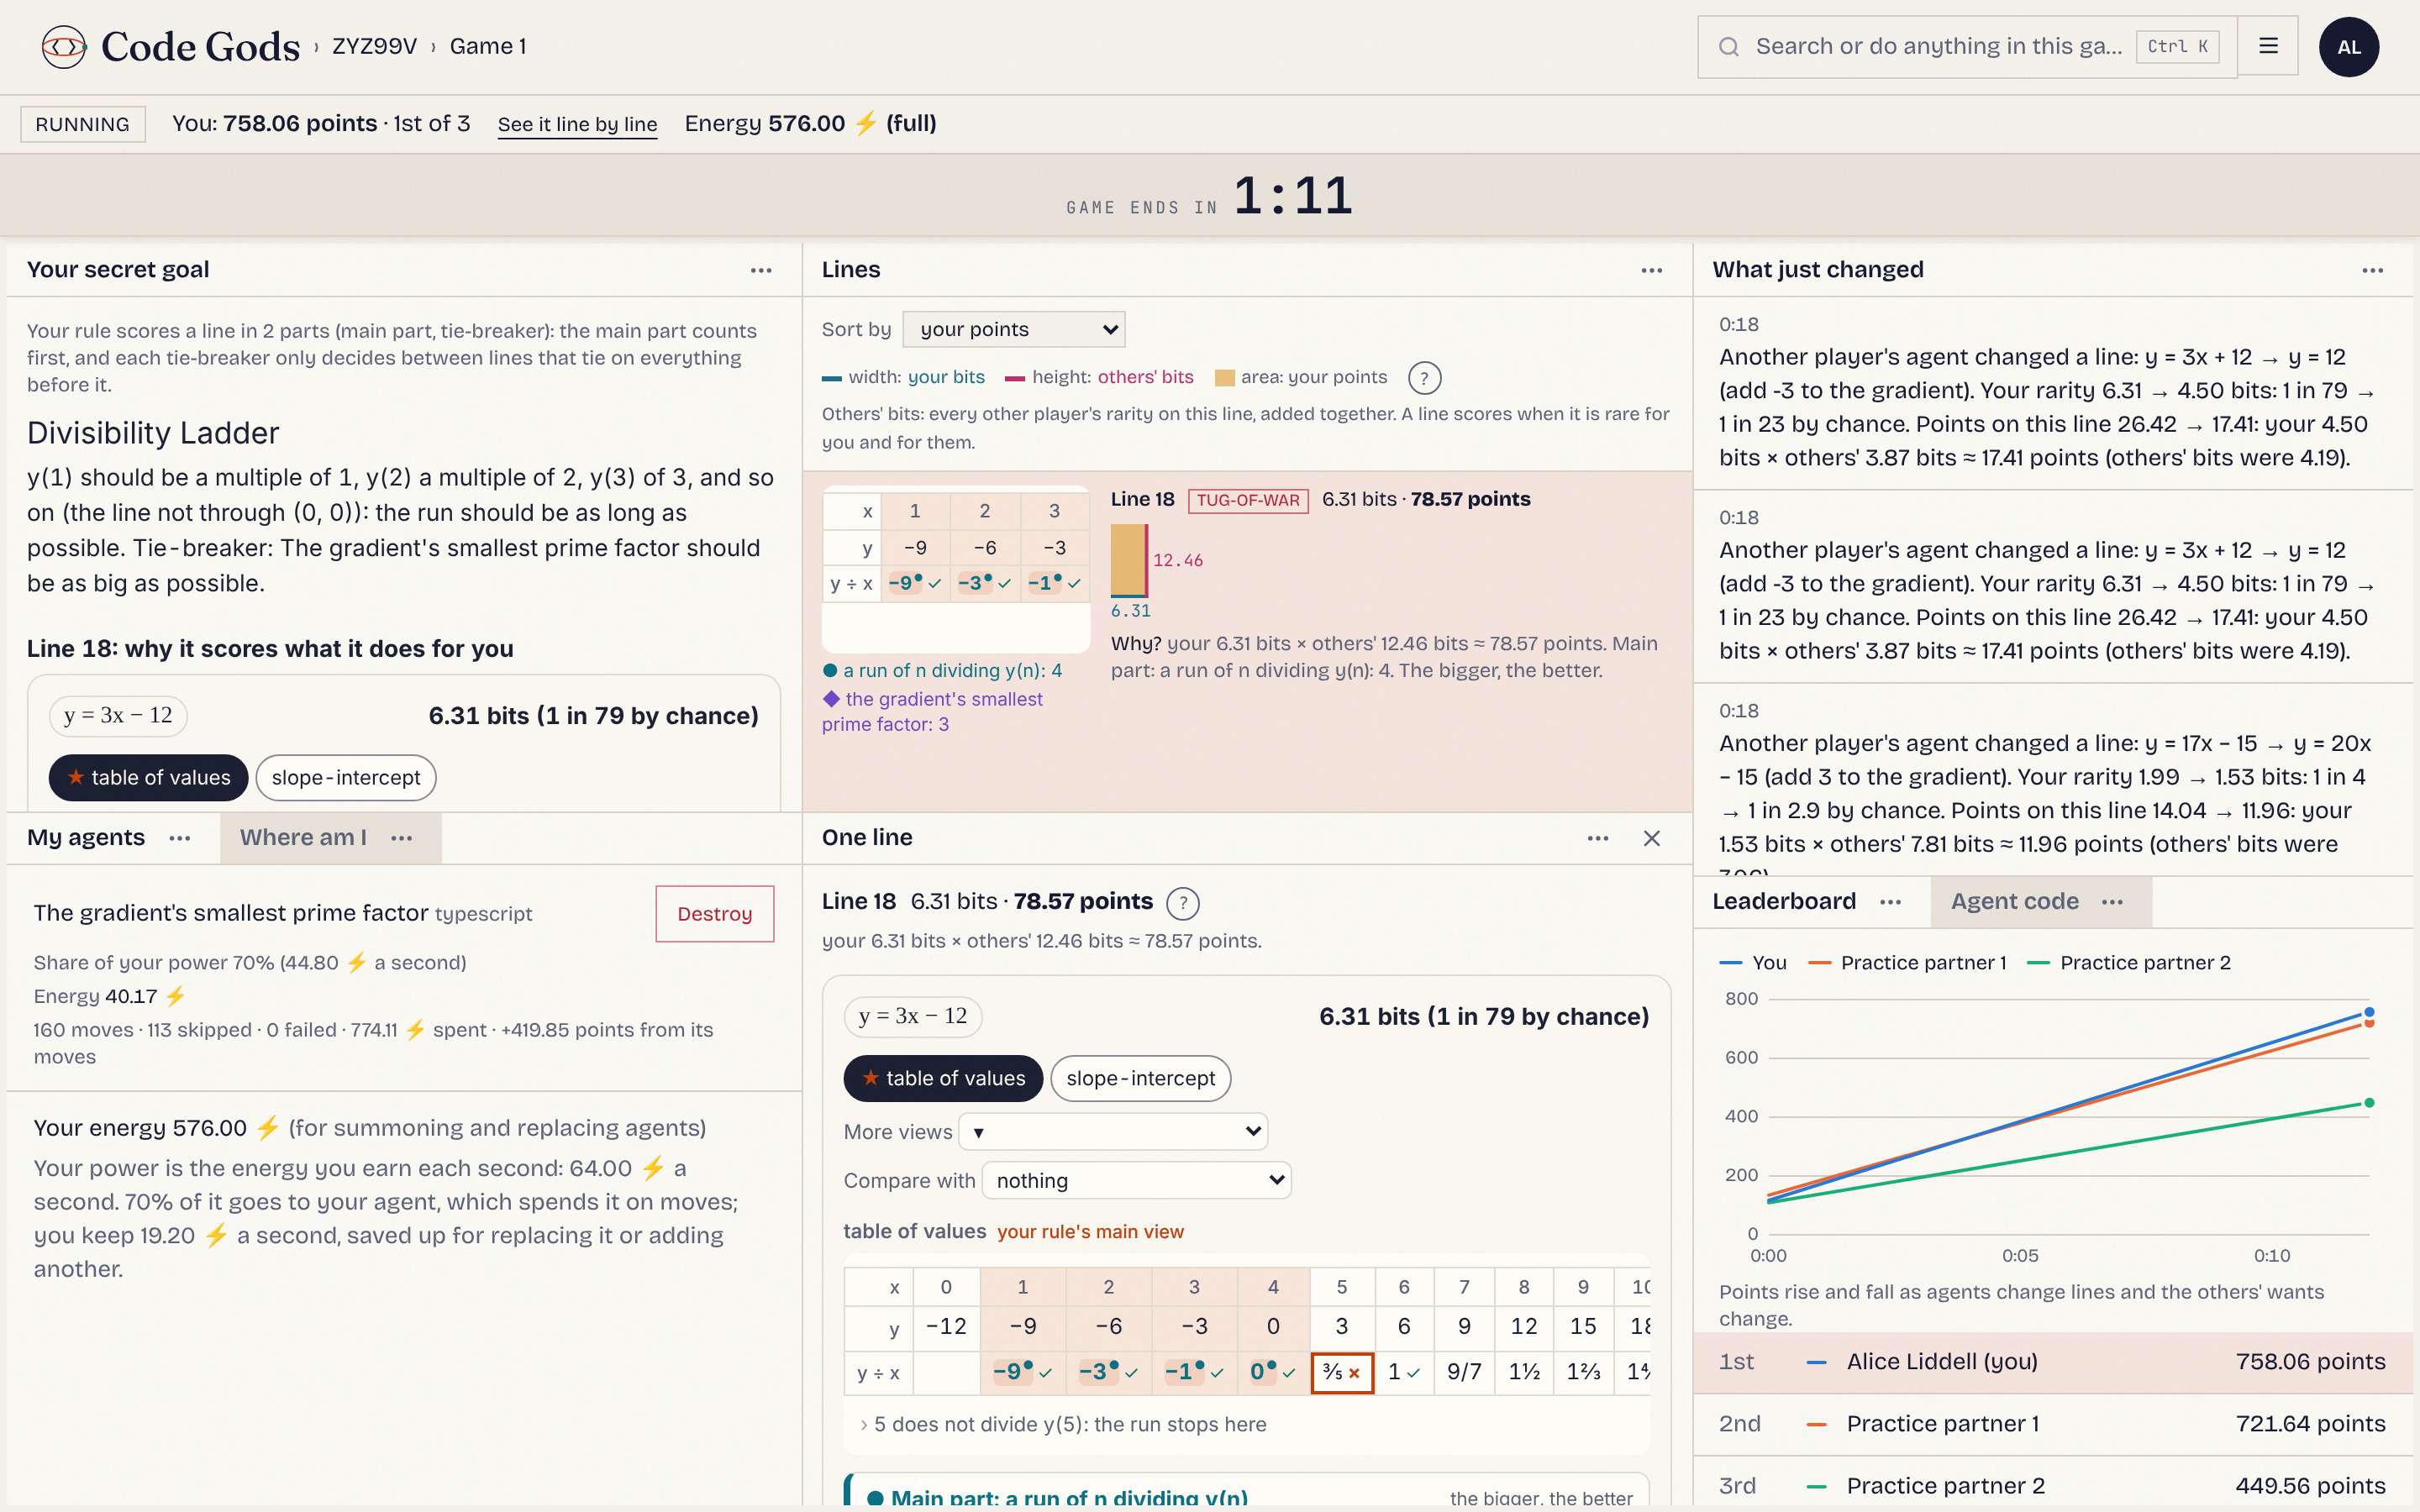 Code Gods › ZYZ99V › Game 1
Search or do anything in this ga... Ctrl K
AL
RUNNING You: 758.06 points · 1st of 3 See it line by line Energy 576.00 ⚡ (full)
GAME ENDS IN 1:11
Your secret goal
Your rule scores a line in 2 parts (main part, tie-breaker): the main part counts
first, and each tie-breaker only decides between lines that tie on everything
before it.
Divisibility Ladder
y(1) should be a multiple of 1, y(2) a multiple of 2, y(3) of 3, and so
on (the line not through (0, 0)): the run should be as long as
possible. Tie-breaker: The gradient's smallest prime factor should
be as big as possible.
Line 18: why it scores what it does for you
y = 3x − 12 6.31 bits (1 in 79 by chance)
★ table of values slope-intercept
My agents Where am I
The gradient's smallest prime factor typescript
Destroy
Share of your power 70% (44.80 ⚡ a second)
Energy 40.17 ⚡
160 moves · 113 skipped · 0 failed · 774.11 ⚡ spent · +419.85 points from its
moves
Your energy 576.00 ⚡ (for summoning and replacing agents)
Your power is the energy you earn each second: 64.00 ⚡ a
second. 70% of it goes to your agent, which spends it on moves;
you keep 19.20 ⚡ a second, saved up for replacing it or adding
another.
Lines
Sort by your points
width: your bits height: others' bits area: your points ?
Others' bits: every other player's rarity on this line, added together. A line scores when it is rare for
you and for them.
x 1 2 3
y −9 −6 −3
y ÷ x −9 ✓ −3 ✓ −1 ✓
● a run of n dividing y(n): 4
◆ the gradient's smallest
prime factor: 3
Line 18 TUG-OF-WAR 6.31 bits · 78.57 points
12.46
6.31
Why? your 6.31 bits × others' 12.46 bits ≈ 78.57 points. Main
part: a run of n dividing y(n): 4. The bigger, the better.
One line
Line 18 6.31 bits · 78.57 points ?
your 6.31 bits × others' 12.46 bits ≈ 78.57 points.
y = 3x − 12 6.31 bits (1 in 79 by chance)
★ table of values slope-intercept
More views ▾
Compare with nothing
table of values your rule's main view
x 0 1 2 3 4 5 6 7 8 9 10
y −12 −9 −6 −3 0 3 6 9 12 15 18
y ÷ x −9 ✓ −3 ✓ −1 ✓ 0 ✓ ⅗ × 1 ✓ 9/7 1½ 1⅔
› 5 does not divide y(5): the run stops here
● Main part: a run of n dividing y(n) the bigger, the better
What just changed
0:18
Another player's agent changed a line: y = 3x + 12 → y = 12
(add -3 to the gradient). Your rarity 6.31 → 4.50 bits: 1 in 79 →
1 in 23 by chance. Points on this line 26.42 → 17.41: your 4.50
bits × others' 3.87 bits ≈ 17.41 points (others' bits were 4.19).
0:18
Another player's agent changed a line: y = 3x + 12 → y = 12
(add -3 to the gradient). Your rarity 6.31 → 4.50 bits: 1 in 79 →
1 in 23 by chance. Points on this line 26.42 → 17.41: your 4.50
bits × others' 3.87 bits ≈ 17.41 points (others' bits were 4.19).
0:18
Another player's agent changed a line: y = 17x − 15 → y = 20x
− 15 (add 3 to the gradient). Your rarity 1.99 → 1.53 bits: 1 in 4
→ 1 in 2.9 by chance. Points on this line 14.04 → 11.96: your
1.53 bits × others' 7.81 bits ≈ 11.96 points (others' bits were
Leaderboard Agent code
You Practice partner 1 Practice partner 2
800
600
400
200
0
0:00 0:05 0:10
Points rise and fall as agents change lines and the others' wants
change.
1st Alice Liddell (you) 758.06 points
2nd Practice partner 1 721.64 points
3rd Practice partner 2 449.56 points